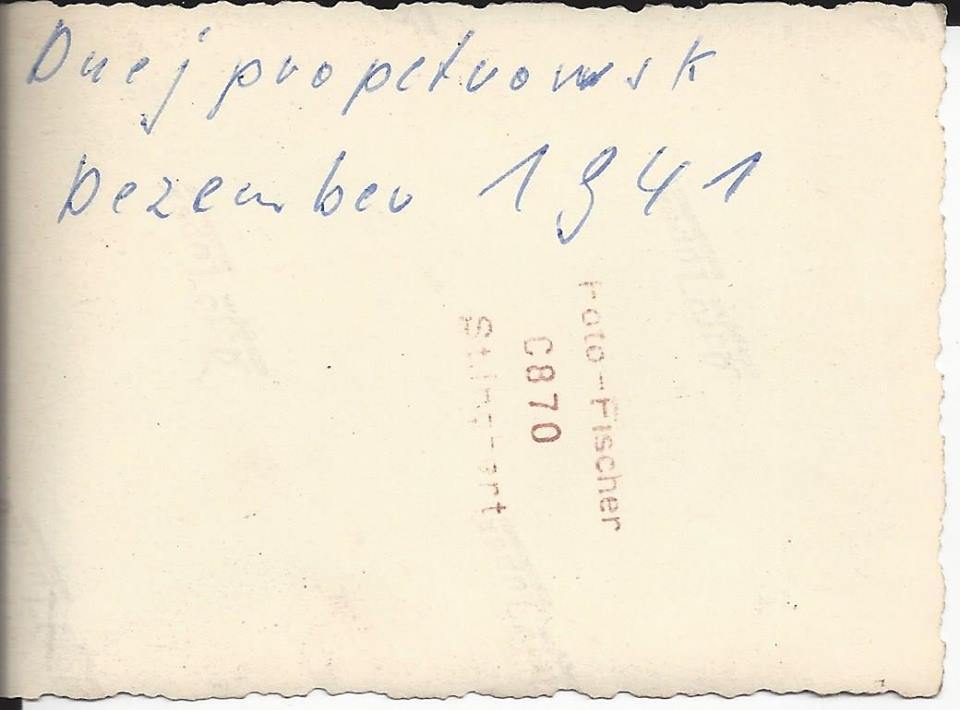 Dnejpropetrowsk
Dezember 1941
Foto-Fischer
C870